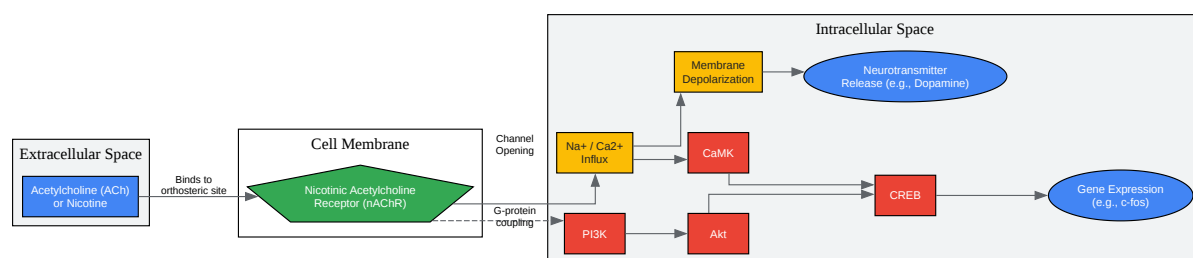 Extracellular Space
Acetylcholine (ACh)
or Nicotine
Binds to
orthosteric site
Cell Membrane
Nicotinic Acetylcholine
Receptor (nAChR)
Channel
Opening
G-protein
coupling
Intracellular Space
Na+ / Ca2+
Influx
Membrane
Depolarization
Neurotransmitter
Release (e.g., Dopamine)
CaMK
PI3K
Akt
CREB
Gene Expression
(e.g., c-fos)